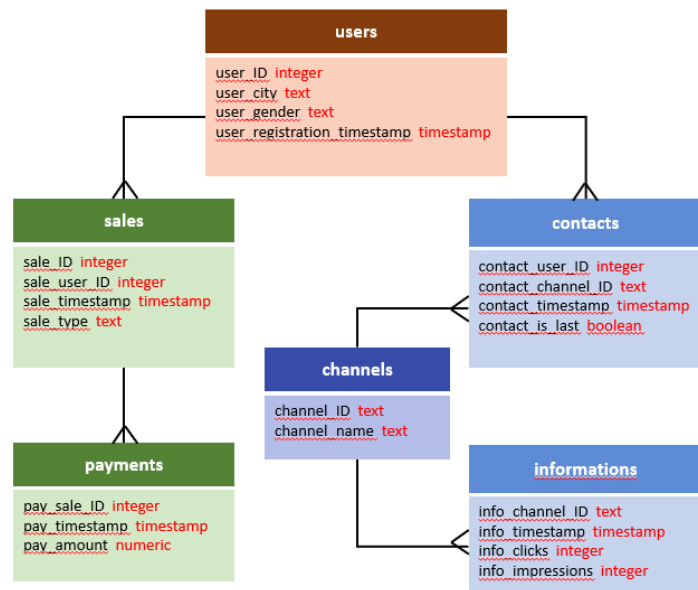 users
user_ID integer
user_city text
user_gender text
user_registration_timestamp timestamp
sales
sale_ID integer
sale_user_ID integer
sale_timestamp timestamp
sale_type text
contacts
contact_user_ID integer
contact_channel_ID text
contact_timestamp timestamp
contact_is_last boolean
channels
channel_ID text
channel_name text
payments
pay_sale_ID integer
pay_timestamp timestamp
pay_amount numeric
informations
info_channel_ID text
info_timestamp timestamp
info_clicks integer
info_impressions integer